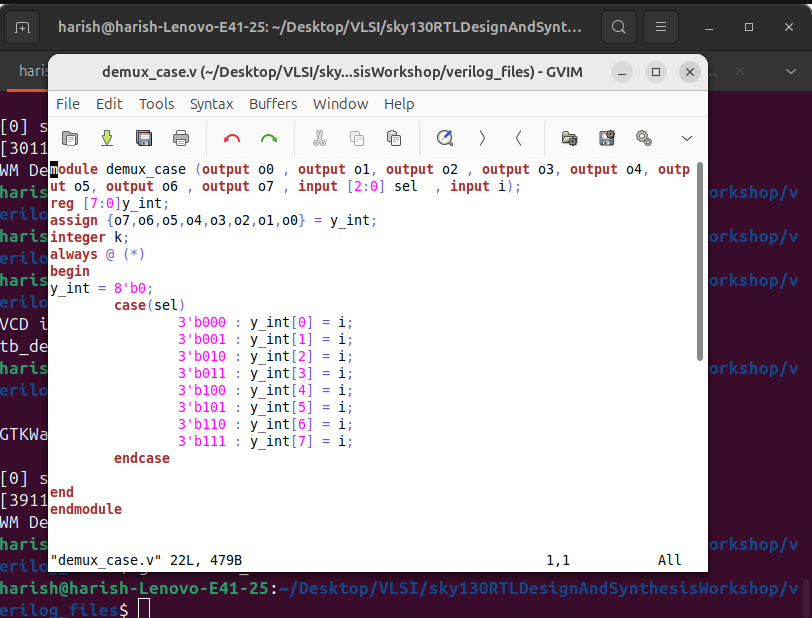 harish@harish-Lenovo-E41-25: ~/Desktop/VLSI/sky130RTLDesignAndSynt...
haris
demux_case.v (~/Desktop/VLSI/sky...sisWorkshop/verilog_files) - GVIM
File Edit Tools Syntax Buffers Window Help
module demux_case (output o0 , output o1, output o2 , output o3, output o4, outp
ut o5, output o6 , output o7 , input [2:0] sel  , input i);
reg [7:0]y_int;
assign {o7,o6,o5,o4,o3,o2,o1,o0} = y_int;
integer k;
always @ (*)
begin
y_int = 8'b0;
        case(sel)
                3'b000 : y_int[0] = i;
                3'b001 : y_int[1] = i;
                3'b010 : y_int[2] = i;
                3'b011 : y_int[3] = i;
                3'b100 : y_int[4] = i;
                3'b101 : y_int[5] = i;
                3'b110 : y_int[6] = i;
                3'b111 : y_int[7] = i;
        endcase
end
endmodule
"demux_case.v" 22L, 479B 1,1 All
[0] s
[3011
WM De
haris orkshop/v
erilo
haris orkshop/v
erilo
haris orkshop/v
erilo
VCD i
tb_de
haris orkshop/v
erilo
GTKWa
[0] s
[3911
WM De
haris orkshop/v
erilo
harish@harish-Lenovo-E41-25:~/Desktop/VLSI/sky130RTLDesignAndSynthesisWorkshop/v
erilog_files$